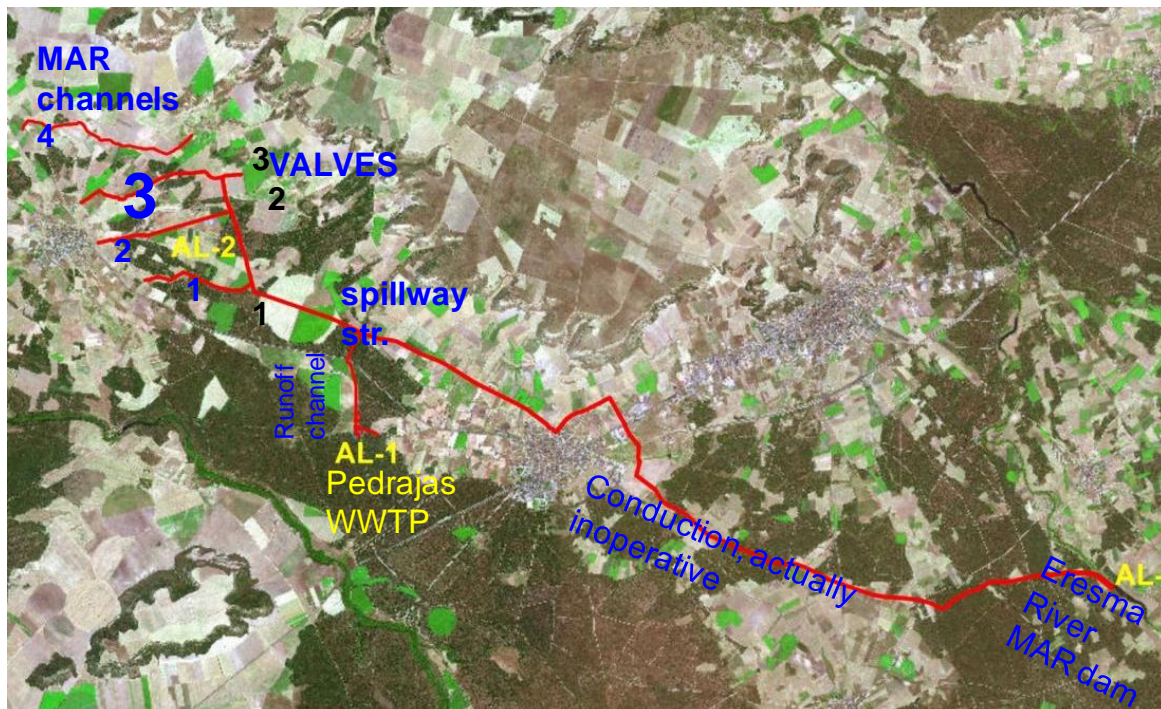 MAR
channels
4
3
VALVES
2
3
2
AL-2
1
1
spillway
str.
Runoff
channel
AL-1
Pedrajas
WWTP
Conduction, actually
inoperative
Eresma
River
MAR dam
AL-